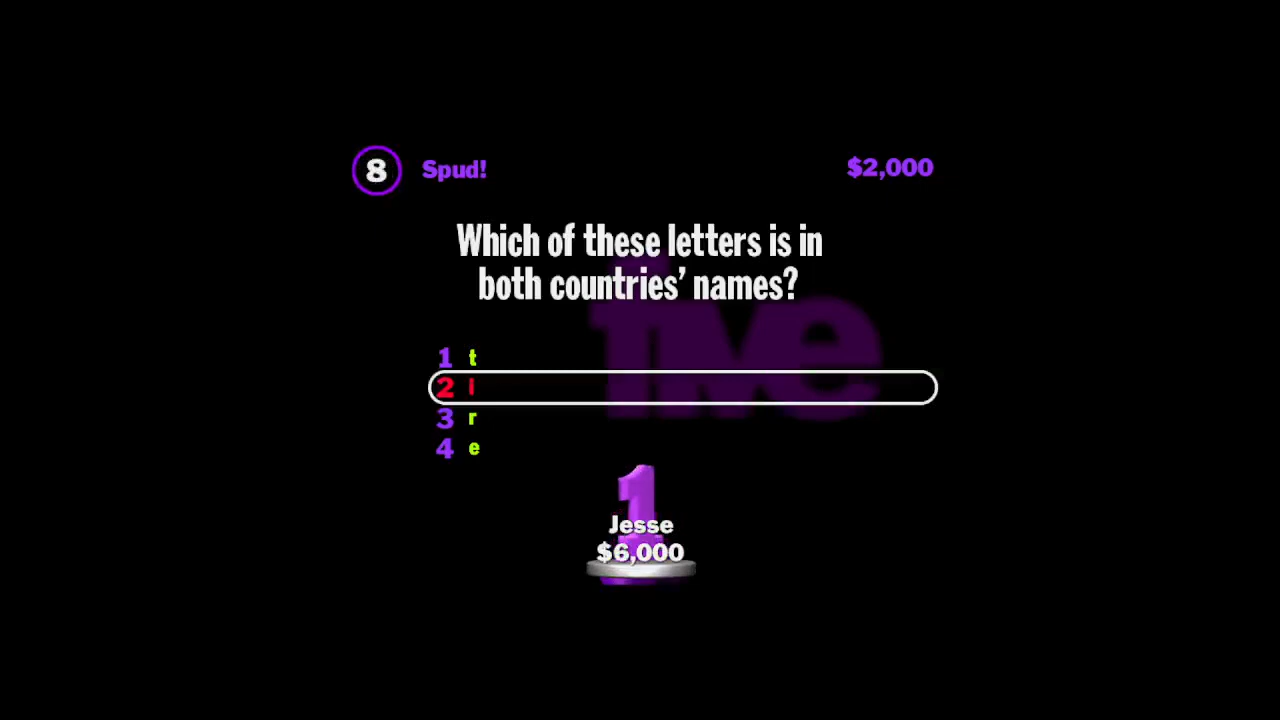 8 Spud! $2,000
Which of these letters is in
both countries' names?
five
1 t
2 i
3 r
4 e
1
Jesse
$6,000